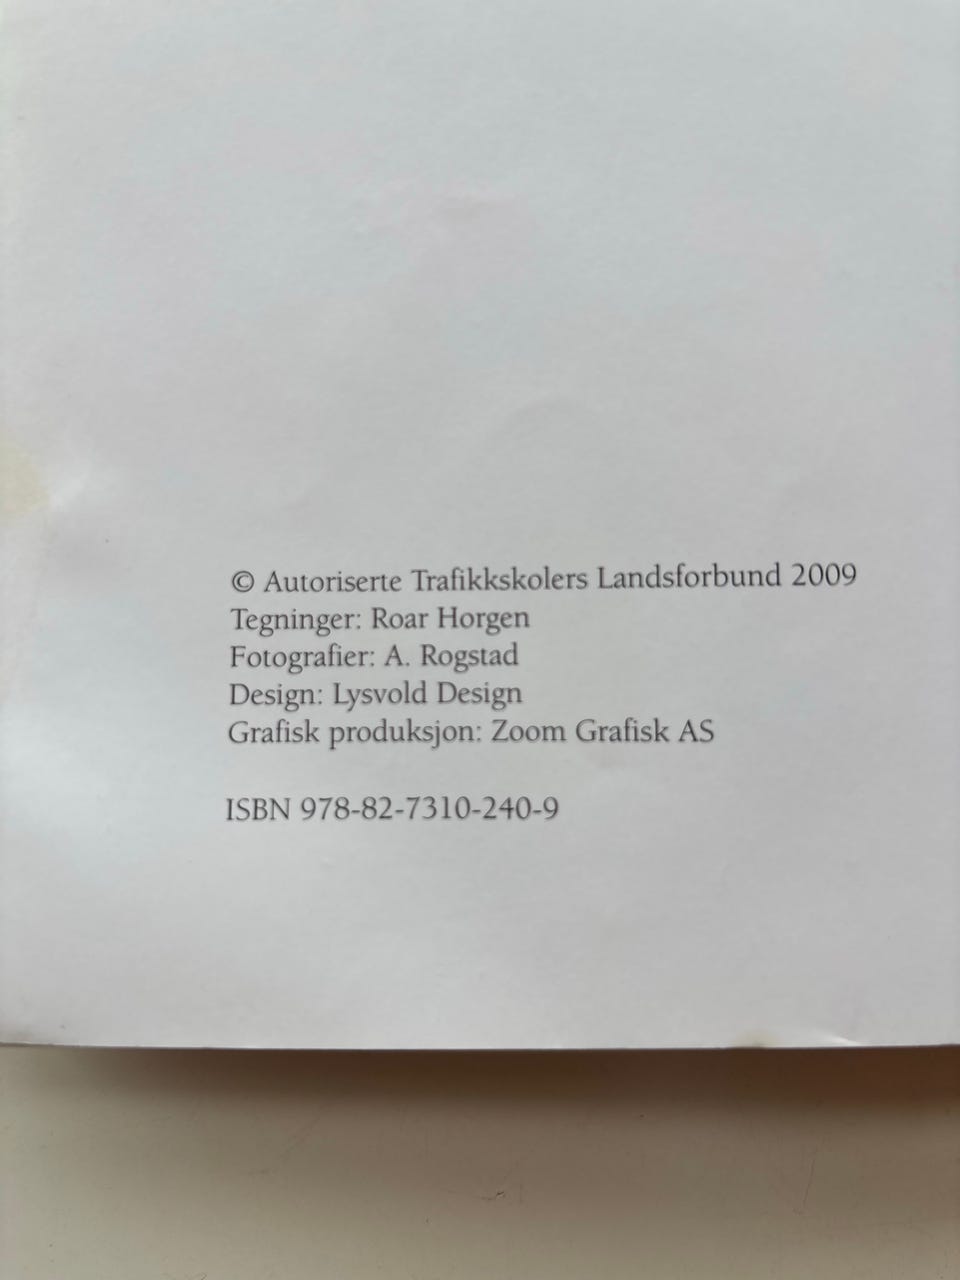 © Autoriserte Trafikkskolers Landsforbund 2009
Tegninger: Roar Horgen
Fotografier: A. Rogstad
Design: Lysvold Design
Grafisk produksjon: Zoom Grafisk AS
ISBN 978-82-7310-240-9